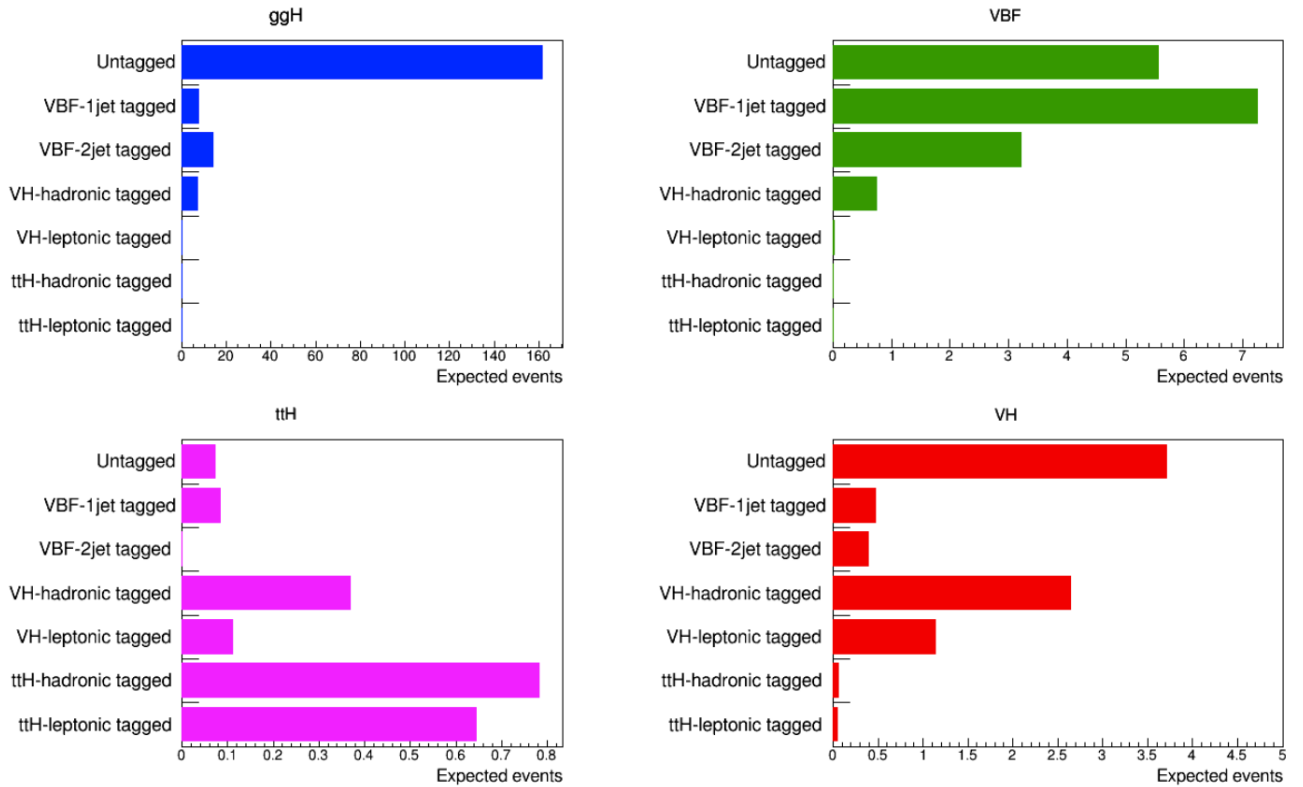 ggH
Untagged
VBF-1jet tagged
VBF-2jet tagged
VH-hadronic tagged
VH-leptonic tagged
ttH-hadronic tagged
ttH-leptonic tagged
0 20 40 60 80 100 120 140 160
Expected events
VBF
Untagged
VBF-1jet tagged
VBF-2jet tagged
VH-hadronic tagged
VH-leptonic tagged
ttH-hadronic tagged
ttH-leptonic tagged
0 1 2 3 4 5 6 7
Expected events
ttH
Untagged
VBF-1jet tagged
VBF-2jet tagged
VH-hadronic tagged
VH-leptonic tagged
ttH-hadronic tagged
ttH-leptonic tagged
0 0.1 0.2 0.3 0.4 0.5 0.6 0.7 0.8
Expected events
VH
Untagged
VBF-1jet tagged
VBF-2jet tagged
VH-hadronic tagged
VH-leptonic tagged
ttH-hadronic tagged
ttH-leptonic tagged
0 0.5 1 1.5 2 2.5 3 3.5 4 4.5 5
Expected events